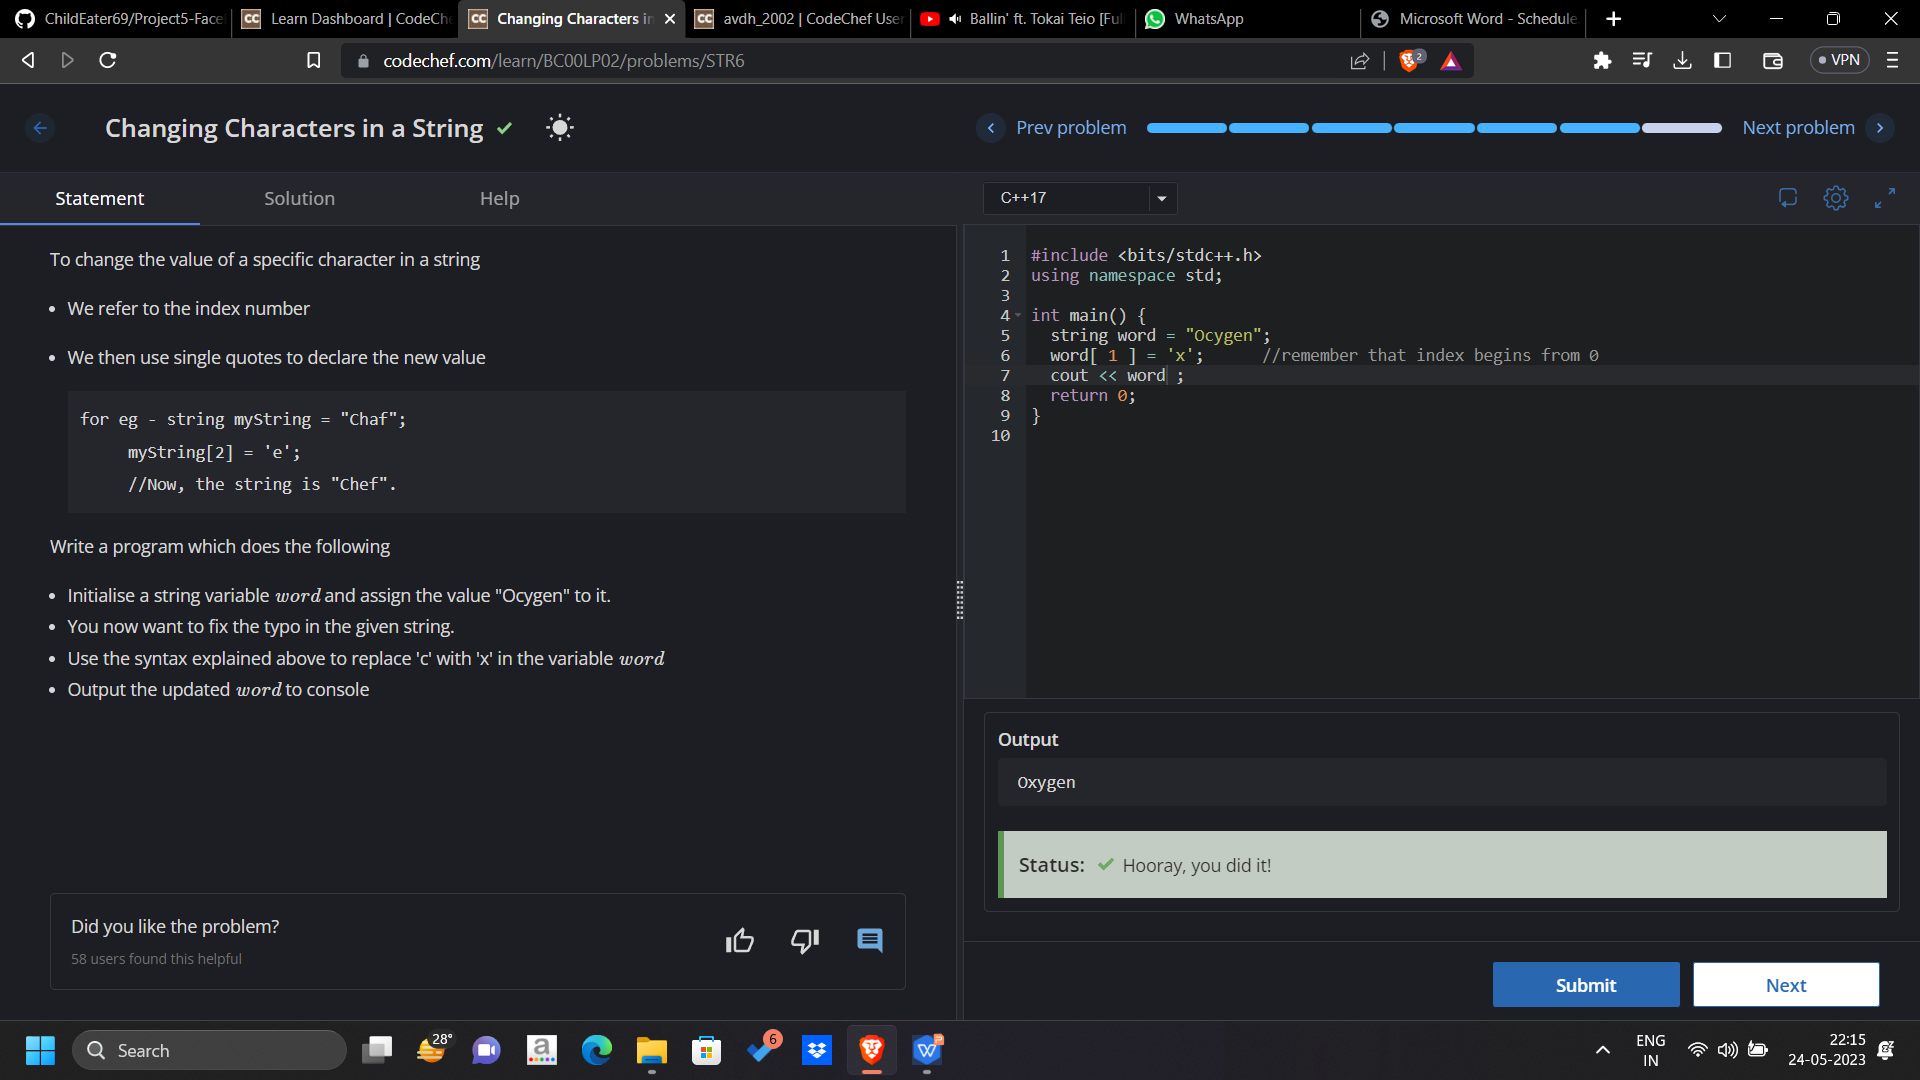 ChildEater69/Project5-Face
Learn Dashboard | CodeChe
Changing Characters in
avdh_2002 | CodeChef User
Ballin' ft. Tokai Teio [Full
WhatsApp
Microsoft Word - Schedule.
codechef.com/learn/BC00LP02/problems/STR6
2
VPN
Changing Characters in a String
Prev problem
Next problem
Statement
Solution
Help
C++17
To change the value of a specific character in a string
• We refer to the index number
• We then use single quotes to declare the new value
for eg - string myString = "Chaf";
myString[2] = 'e';
//Now, the string is "Chef".
Write a program which does the following
• Initialise a string variable word and assign the value "Ocygen" to it.
• You now want to fix the typo in the given string.
• Use the syntax explained above to replace 'c' with 'x' in the variable word
• Output the updated word to console
Did you like the problem?
58 users found this helpful
1 #include <bits/stdc++.h>
2 using namespace std;
3
4 int main() {
5 string word = "Ocygen";
6 word[ 1 ] = 'x'; //remember that index begins from 0
7 cout << word ;
8 return 0;
9 }
10
Output
Oxygen
Status: Hooray, you did it!
Submit
Next
Search
28°
6
ENG
IN
22:15
24-05-2023